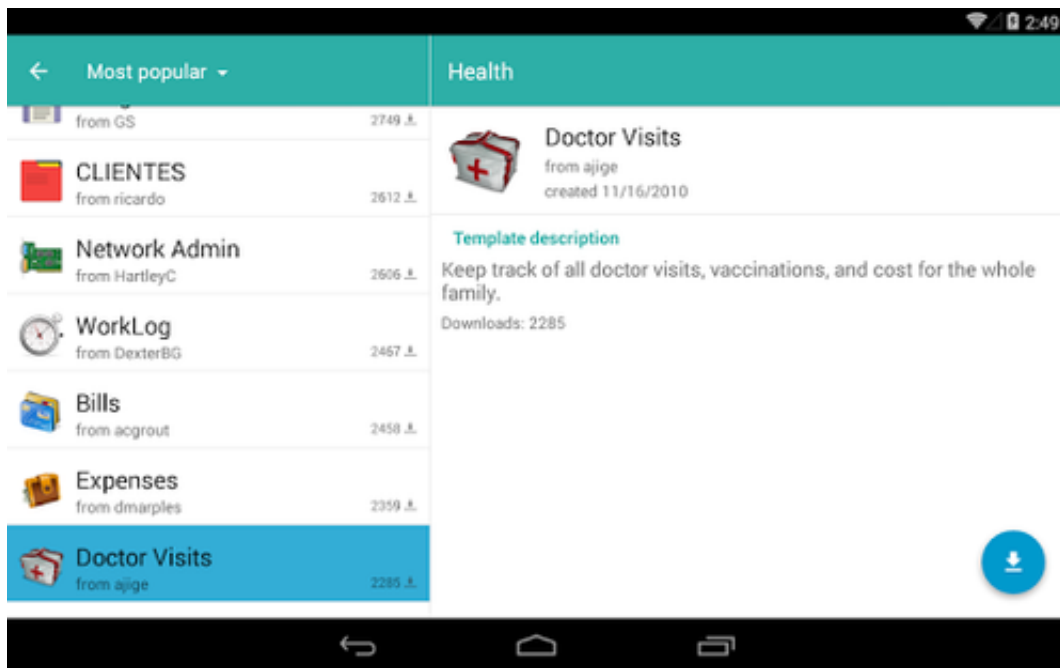 2:49
Most popular
from GS
2749
CLIENTES
from ricardo
2612
Network Admin
from HartleyC
2606
WorkLog
from DexterBG
2467
Bills
from acgrout
2458
Expenses
from dmarples
2359
Doctor Visits
from ajige
2285
Health
Doctor Visits
from ajige
created 11/16/2010
Template description
Keep track of all doctor visits, vaccinations, and cost for the whole
family.
Downloads: 2285